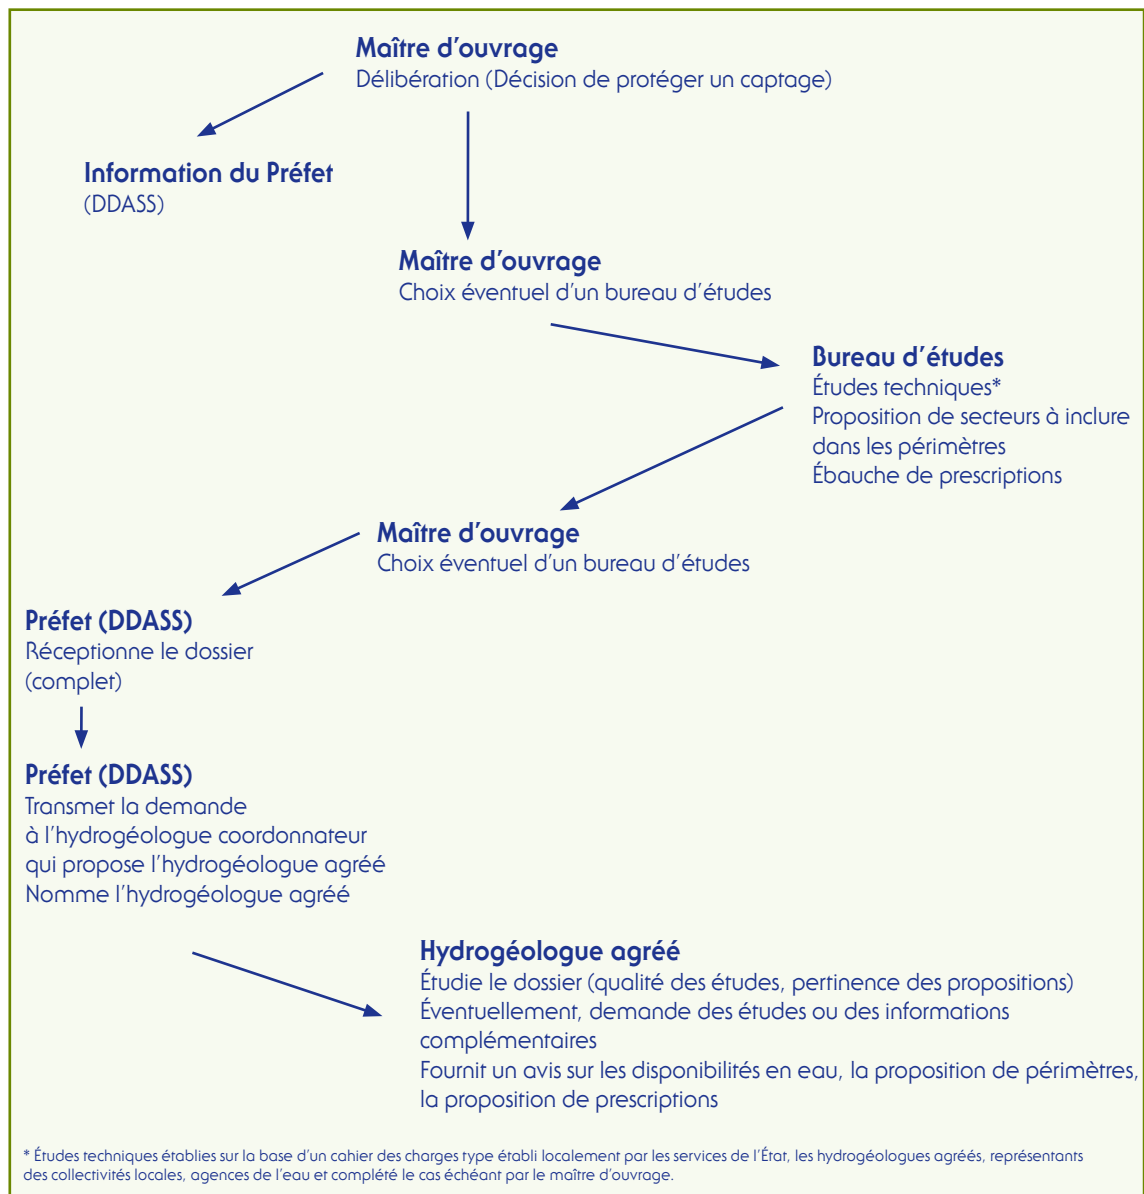 Maître d'ouvrage
Délibération (Décision de protéger un captage)
Information du Préfet
(DDASS)
Maître d'ouvrage
Choix éventuel d'un bureau d'études
Bureau d'études
Études techniques*
Proposition de secteurs à inclure
dans les périmètres
Ébauche de prescriptions
Maître d'ouvrage
Choix éventuel d'un bureau d'études
Préfet (DDASS)
Réceptionne le dossier
(complet)
Préfet (DDASS)
Transmet la demande
à l'hydrogéologue coordonnateur
qui propose l'hydrogéologue agréé
Nomme l'hydrogéologue agréé
Hydrogéologue agréé
Étudie le dossier (qualité des études, pertinence des propositions)
Éventuellement, demande des études ou des informations
complémentaires
Fournit un avis sur les disponibilités en eau, la proposition de périmètres,
la proposition de prescriptions
* Études techniques établies sur la base d'un cahier des charges type établi localement par les services de l'État, les hydrogéologues agréés, représentants
des collectivités locales, agences de l'eau et complété le cas échéant par le maître d'ouvrage.